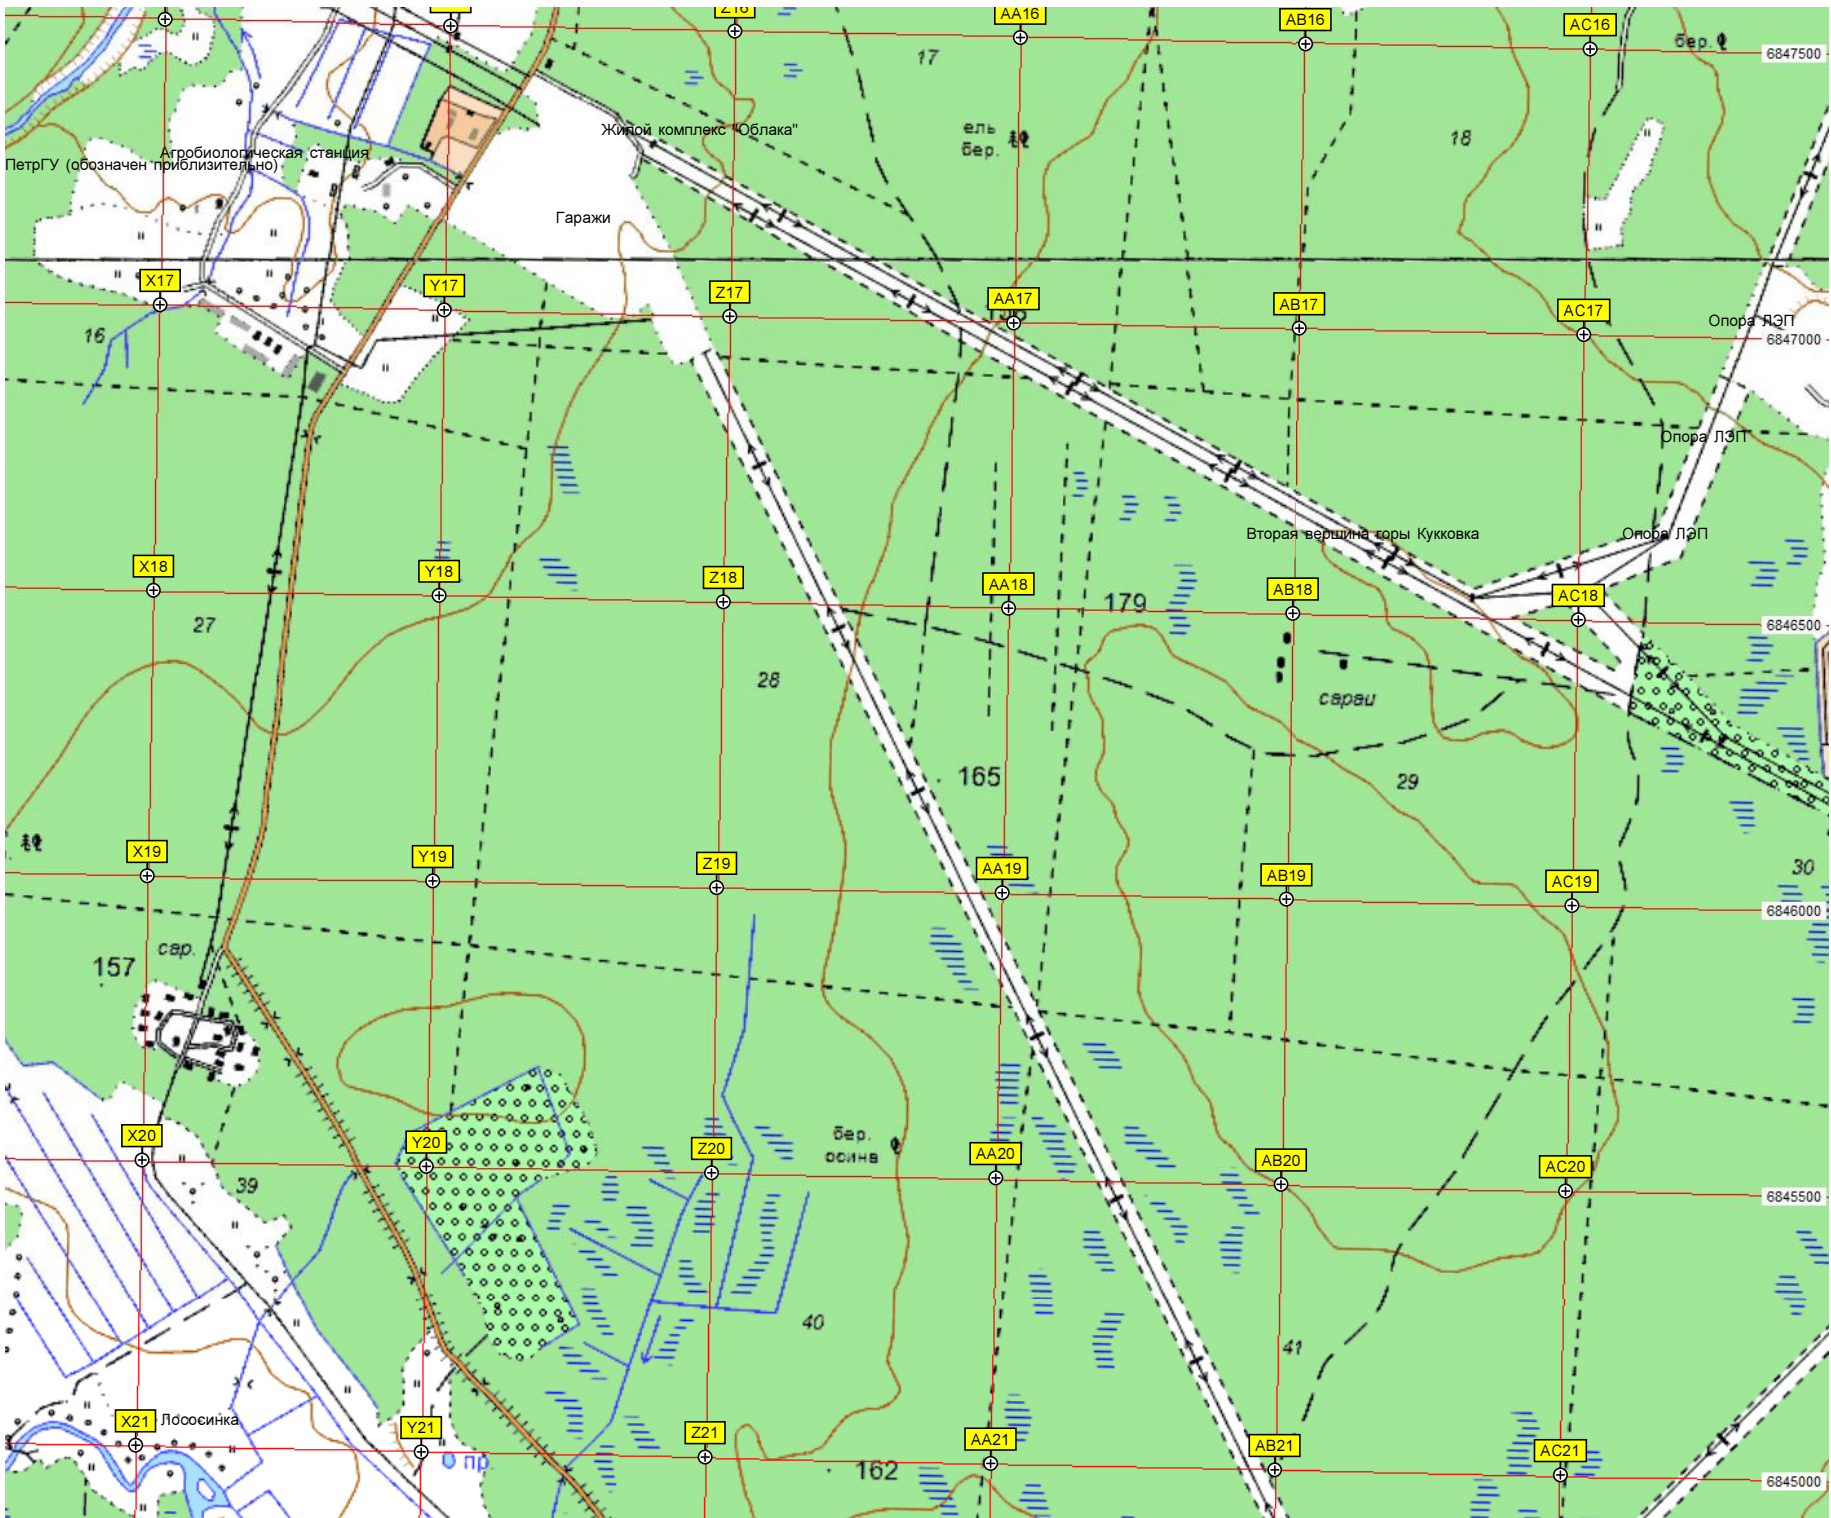 Z16
AA16
AB16
AC16
бер.
6847500
17
18
ель
бер.
Жилой комплекс "Облака"
Агробиологическая станция
ПетрГУ (обозначен приблизительно)
Гаражи
X17
Y17
Z17
AA17
AB17
AC17
Опора ЛЭП
6847000
16
Опора ЛЭП
Вторая вершина горы Кукковка
Опора ЛЭП
X18
Y18
Z18
AA18
AB18
AC18
179
6846500
27
28
сараи
165
29
X19
Y19
Z19
AA19
AB19
AC19
30
6846000
сар.
157
X20
Y20
Z20
AA20
AB20
AC20
бер.
осина
39
6845500
40
41
X21
Лососинка
Y21
Z21
AA21
AB21
AC21
пр.
162
6845000